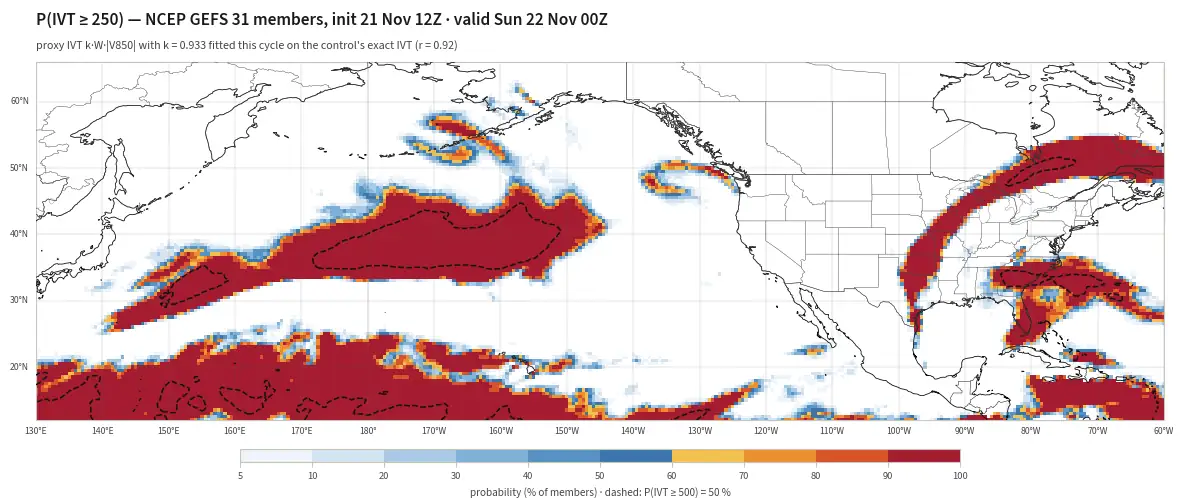 P(IVT ≥ 250) — NCEP GEFS 31 members, init 21 Nov 12Z · valid Sun 22 Nov 00Z
proxy IVT k·W·|V850| with k = 0.933 fitted this cycle on the control's exact IVT (r = 0.92)
60°N
50°N
40°N
30°N
20°N
130°E 140°E 150°E 160°E 170°E 180° 170°W 160°W 150°W 140°W 130°W 120°W 110°W 100°W 90°W 80°W 70°W 60°W
5 10 20 30 40 50 60 70 80 90 100
probability (% of members) · dashed: P(IVT ≥ 500) = 50 %